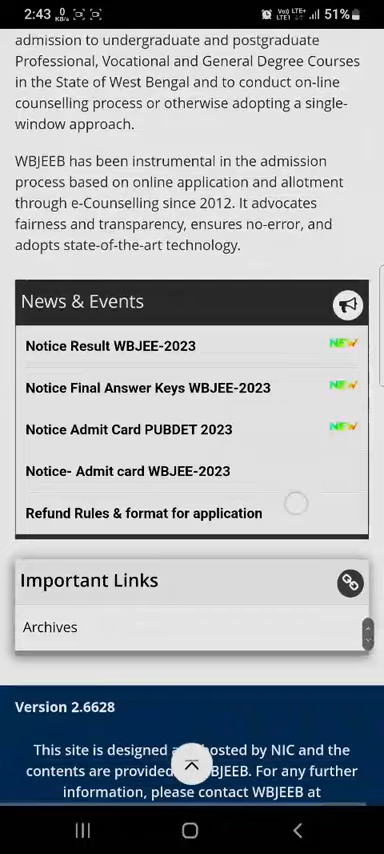 2:43 0 KB/s Vo) LTE+ LTE1 51%
admission to undergraduate and postgraduate
Professional, Vocational and General Degree Courses
in the State of West Bengal and to conduct on-line
counselling process or otherwise adopting a single-
window approach.
WBJEEB has been instrumental in the admission
process based on online application and allotment
through e-Counselling since 2012. It advocates
fairness and transparency, ensures no-error, and
adopts state-of-the-art technology.
News & Events
Notice Result WBJEE-2023 NEW
Notice Final Answer Keys WBJEE-2023 NEW
Notice Admit Card PUBDET 2023 NEW
Notice- Admit card WBJEE-2023
Refund Rules & format for application
Important Links
Archives
Version 2.6628
This site is designed hosted by NIC and the
contents are provided BJEEB. For any further
information, please contact WBJEEB at